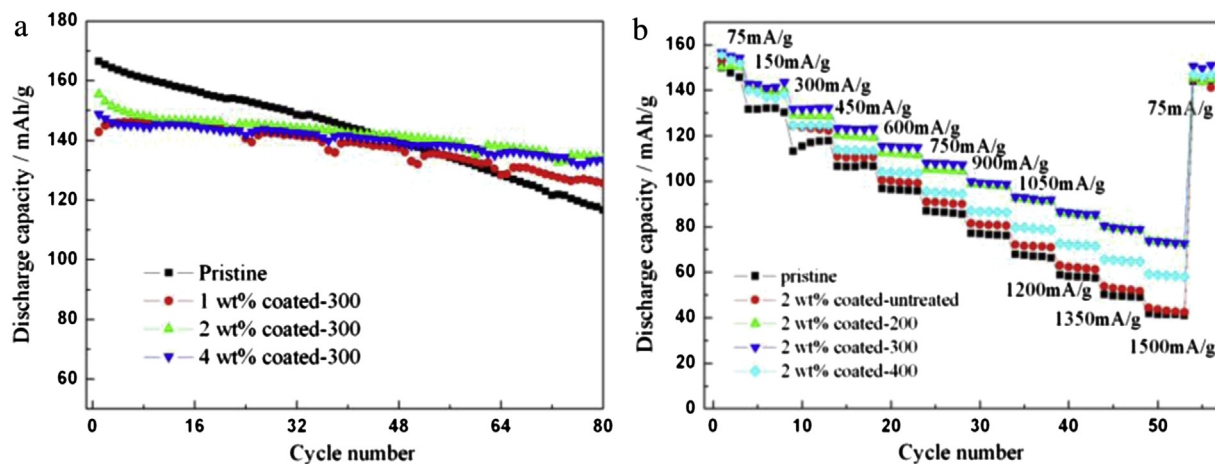 a
Discharge capacity / mAh/g
180
160
140
120
100
80
60
0
16
32
48
64
80
Cycle number
Pristine
1 wt% coated-300
2 wt% coated-300
4 wt% coated-300
b
Discharge capacity / mAh/g
160
140
120
100
80
60
40
20
0
0
10
20
30
40
50
Cycle number
75mA/g
150mA/g
300mA/g
450mA/g
600mA/g
750mA/g
900mA/g
1050mA/g
1200mA/g
1350mA/g
1500mA/g
75mA/g
pristine
2 wt% coated-untreated
2 wt% coated-200
2 wt% coated-300
2 wt% coated-400